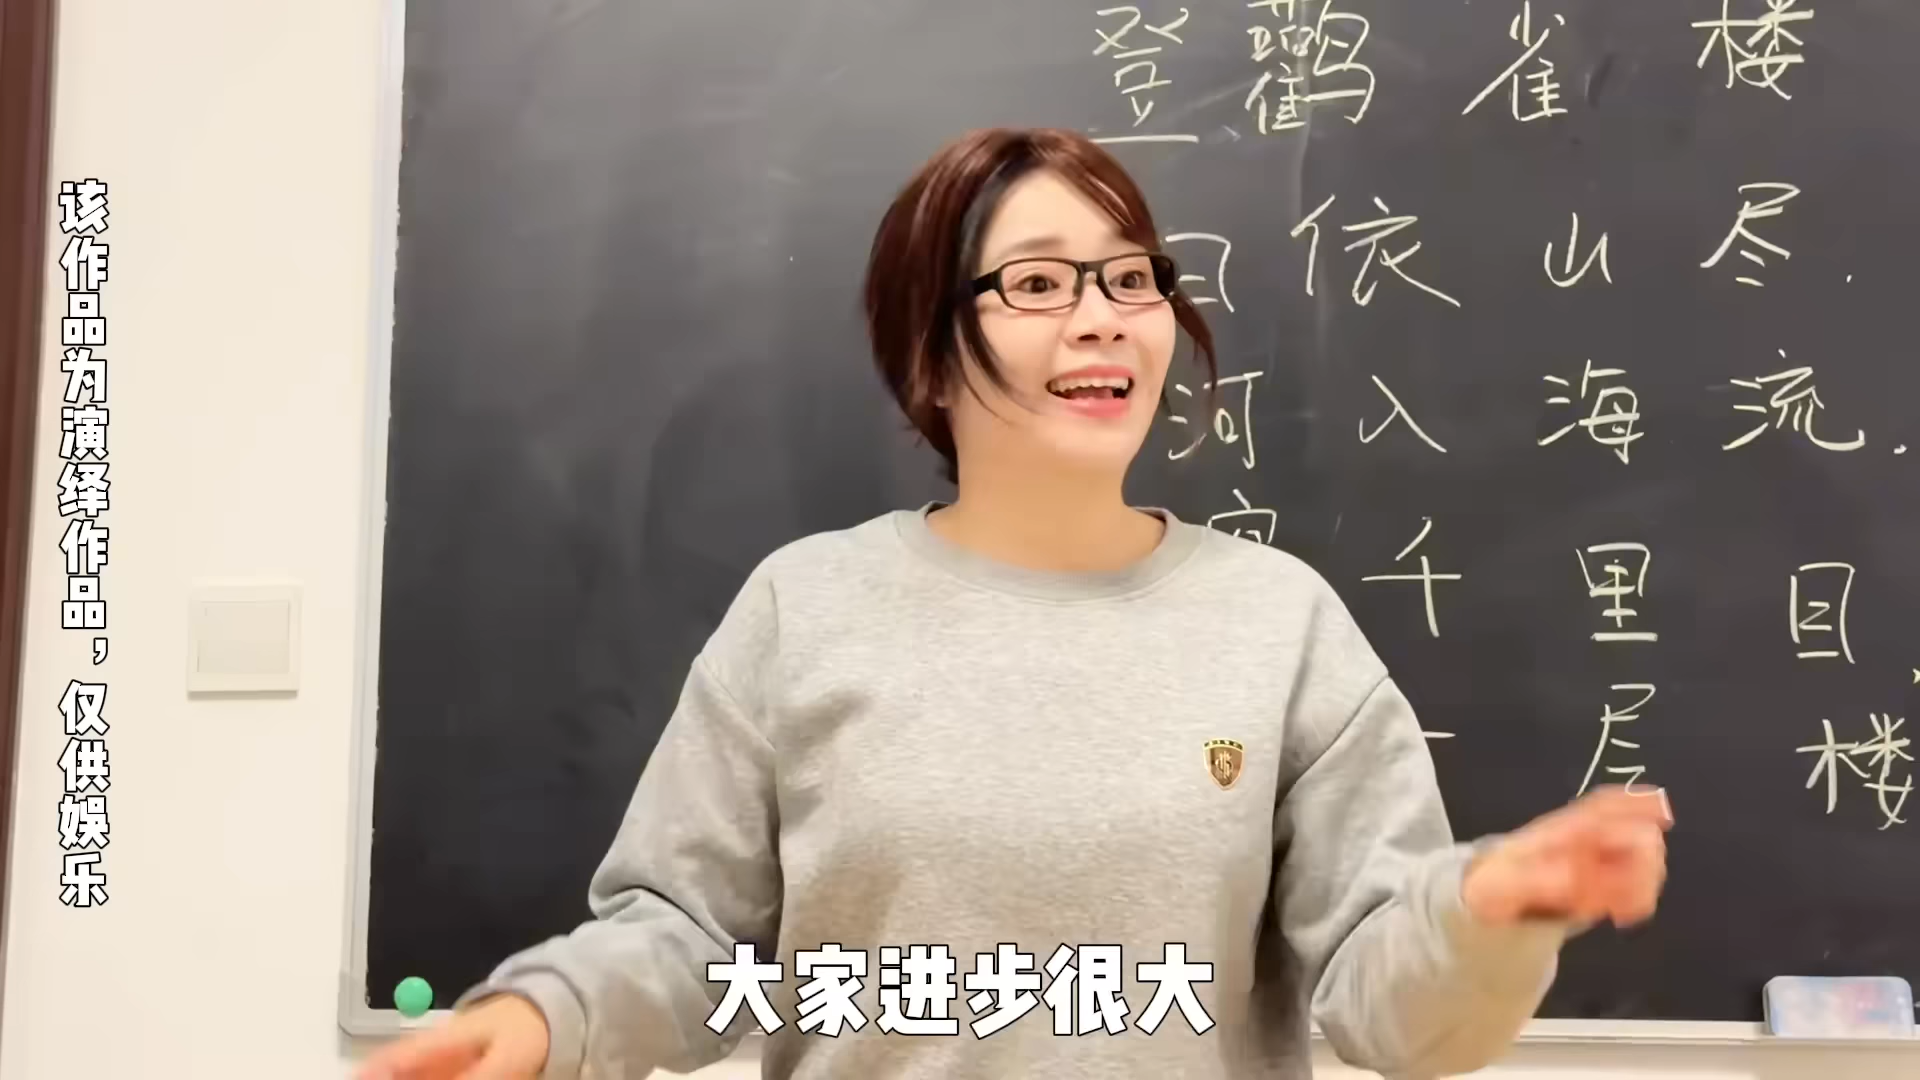 登鹳雀楼
日依山尽.
河入海流.
穷千里目
层楼
该作品为演绎作品，仅供娱乐
大家进步很大